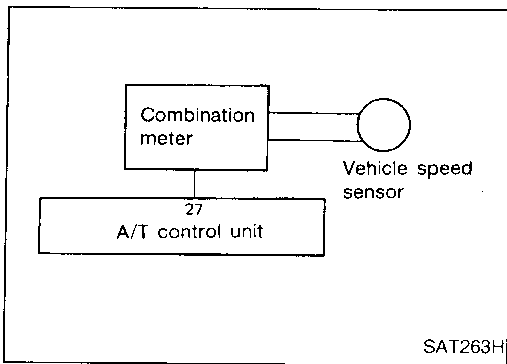 Combination
meter
Vehicle speed
sensor
27
A/T control unit
SAT263H